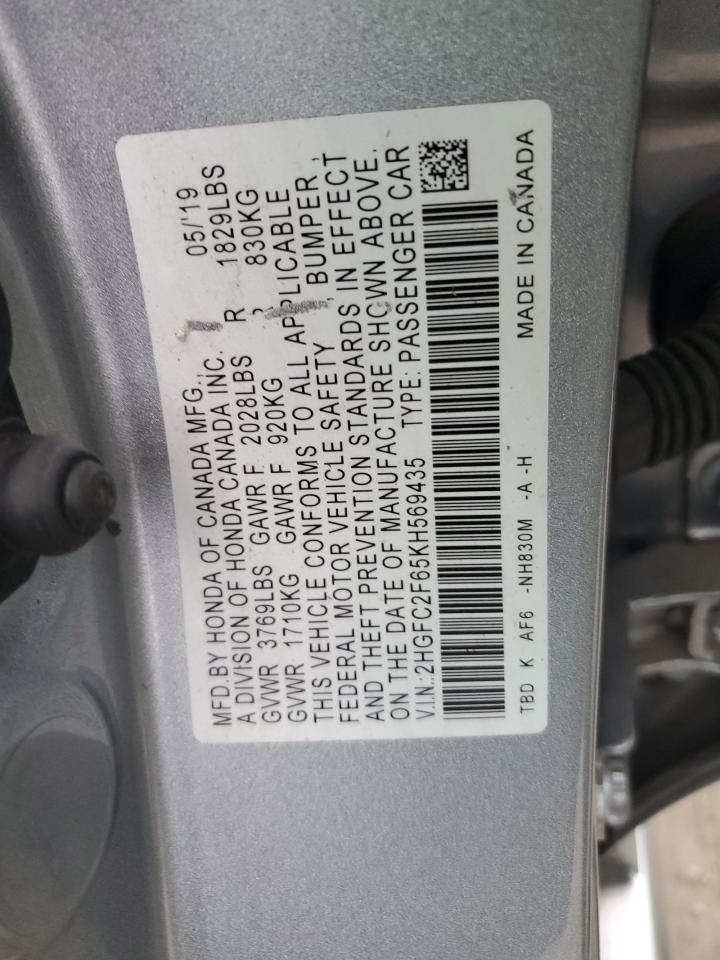 MFD.BY HONDA OF CANADA MFG., 05/'19
A DIVISION OF HONDA CANADA INC.
GVWR 3769LBS GAWR F 2028LBS R 1829LBS
GVWR 1710KG GAWR F 920KG 830KG
THIS VEHICLE CONFORMS TO ALL APPLICABLE
FEDERAL MOTOR VEHICLE SAFETY, BUMPER,
AND THEFT PREVENTION STANDARDS IN EFFECT
ON THE DATE OF MANUFACTURE SHOWN ABOVE.
V.I.N.:2HGFC2F65KH569435 TYPE: PASSENGER CAR
TBD K AF6 -NH830M -A -H MADE IN CANADA